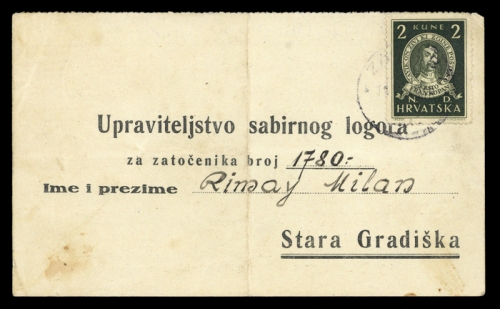 2 KUNE 2
N. D.
HRVATSKA
Upraviteljstvo sabirnog logora
za zatočenika broj 1780.-
Ime i prezime Rimay Milan
Stara Gradiška